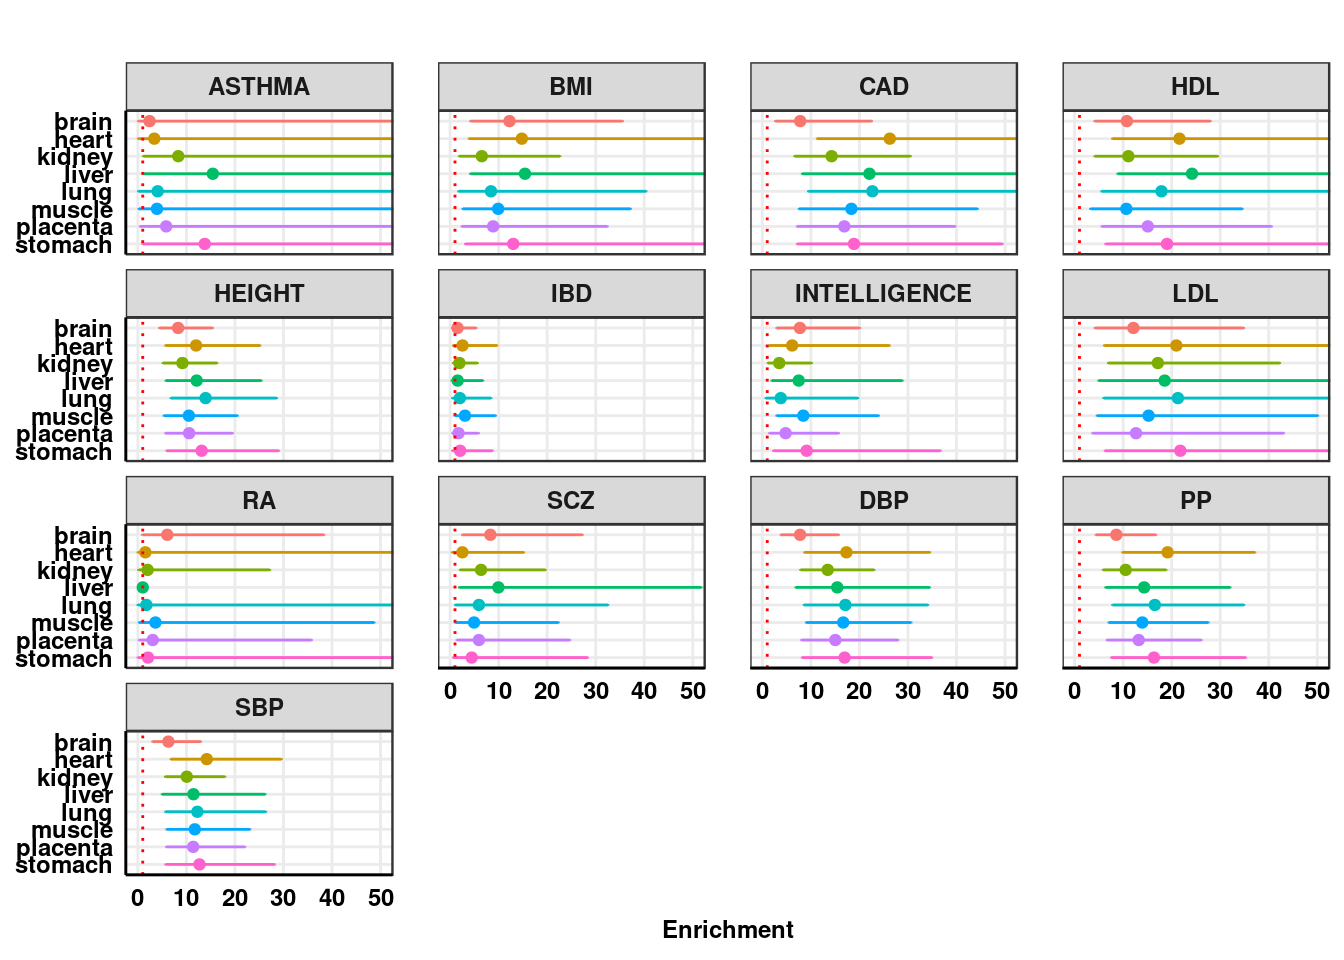 ASTHMA BMI CAD HDL
brain
heart
kidney
liver
lung
muscle
placenta
stomach
HEIGHT IBD INTELLIGENCE LDL
brain
heart
kidney
liver
lung
muscle
placenta
stomach
RA SCZ DBP PP
brain
heart
kidney
liver
lung
muscle
placenta
stomach
0 10 20 30 40 50 0 10 20 30 40 50 0 10 20 30 40 50
SBP
brain
heart
kidney
liver
lung
muscle
placenta
stomach
0 10 20 30 40 50
Enrichment